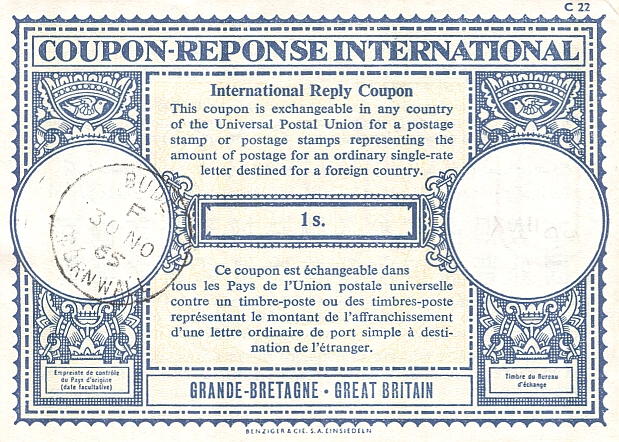 C 22
COUPON-REPONSE INTERNATIONAL
International Reply Coupon
This coupon is exchangeable in any country
of the Universal Postal Union for a postage
stamp or postage stamps representing the
amount of postage for an ordinary single-rate
letter destined for a foreign country.
BUDE
F
30 NO
65
CORNWALL
1 s.
Ce coupon est échangeable dans
tous les Pays de l'Union postale universelle
contre un timbre-poste ou des timbres-poste
représentant le montant de l'affranchissement
d'une lettre ordinaire de port simple à desti-
nation de l'étranger.
Empreinte de contrôle
du Pays d'origine
(date facultative)
Timbre du Bureau
d'échange
GRANDE-BRETAGNE • GREAT BRITAIN
BENZIGER & CIE. S.A. EINSIEDELN